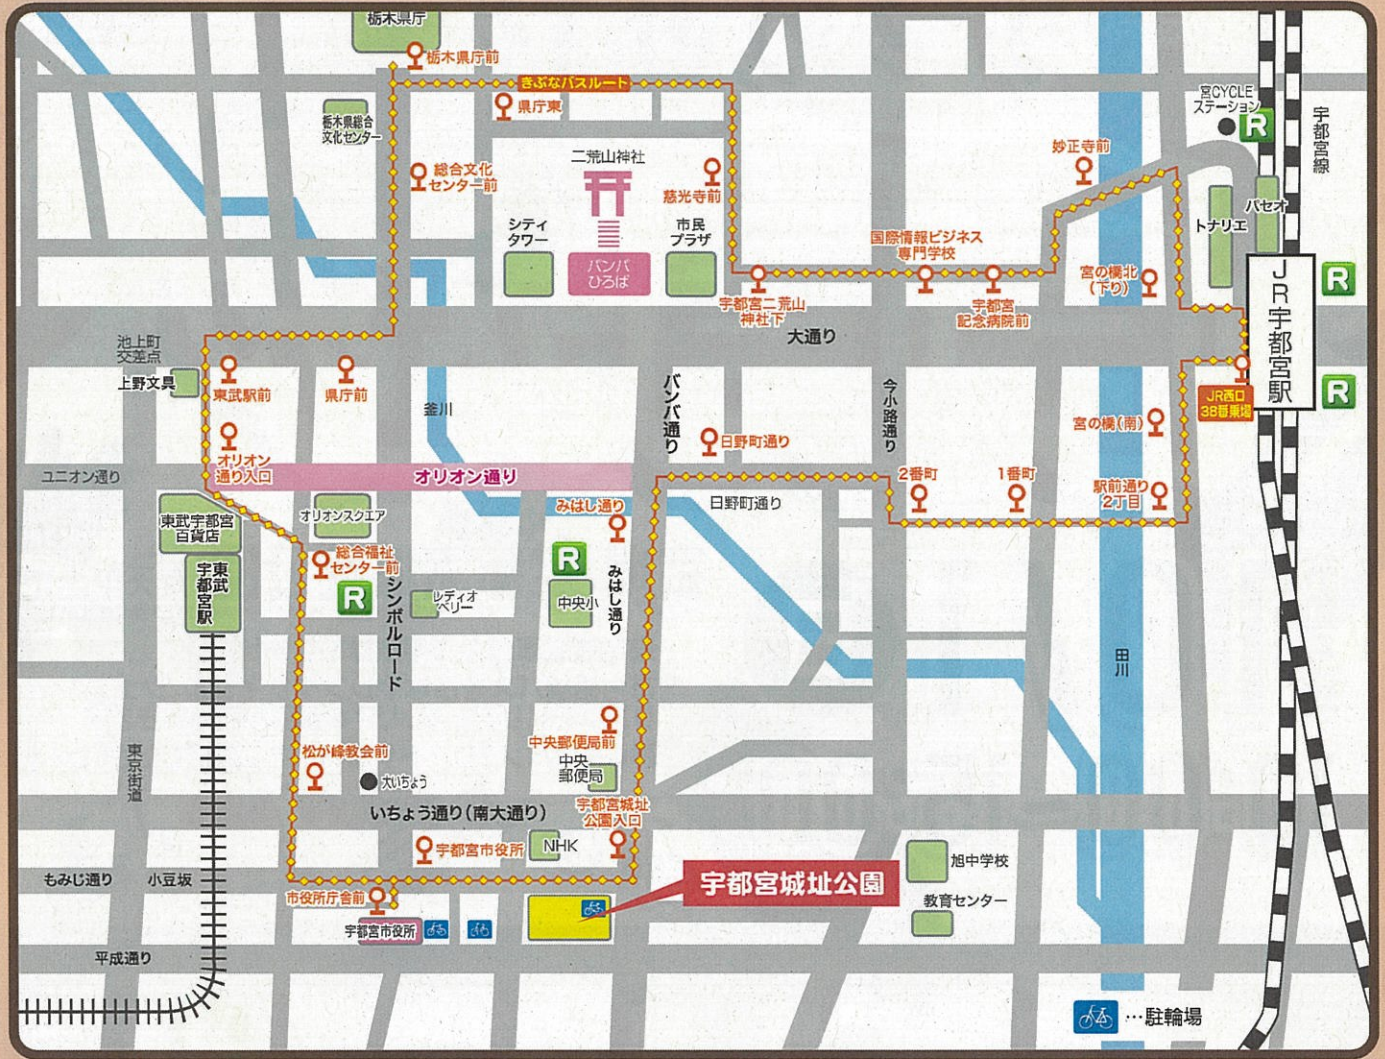 栃木県庁
栃木県庁前
きぶなバスルート
県庁東
栃木県総合
文化センター
総合文化
センター前
二荒山神社
慈光寺前
シティ
タワー
バンバ
ひろば
市民
プラザ
妙正寺前
宮CYCLE
ステーション
R
宇都宮線
パセオ
トナリエ
国際情報ビジネス
専門学校
宮の橋北
(下り)
宇都宮二荒山
神社下
宇都宮
記念病院前
JR宇都宮駅
R
R
大通り
池上町
交差点
上野文具
東武駅前
県庁前
釜川
バンバ通り
今小路通り
JR西口
38番乗場
宮の橋(南)
日野町通り
オリオン
通り入口
ユニオン通り
オリオン通り
2番町
1番町
駅前通り
2丁目
みはし通り
日野町通り
東武宇都宮
百貨店
オリオンスクエア
総合福祉
センター前
R
R
東武
宇都宮駅
シンボルロード
レディオ
ベリー
中央小
みはし通り
田川
東京街道
松が峰教会前
大いちょう
中央郵便局前
中央
郵便局
いちょう通り(南大通り)
宇都宮城址
公園入口
宇都宮市役所
NHK
もみじ通り
小豆坂
市役所庁舎前
宇都宮市役所
宇都宮城址公園
旭中学校
教育センター
平成通り
…駐輪場